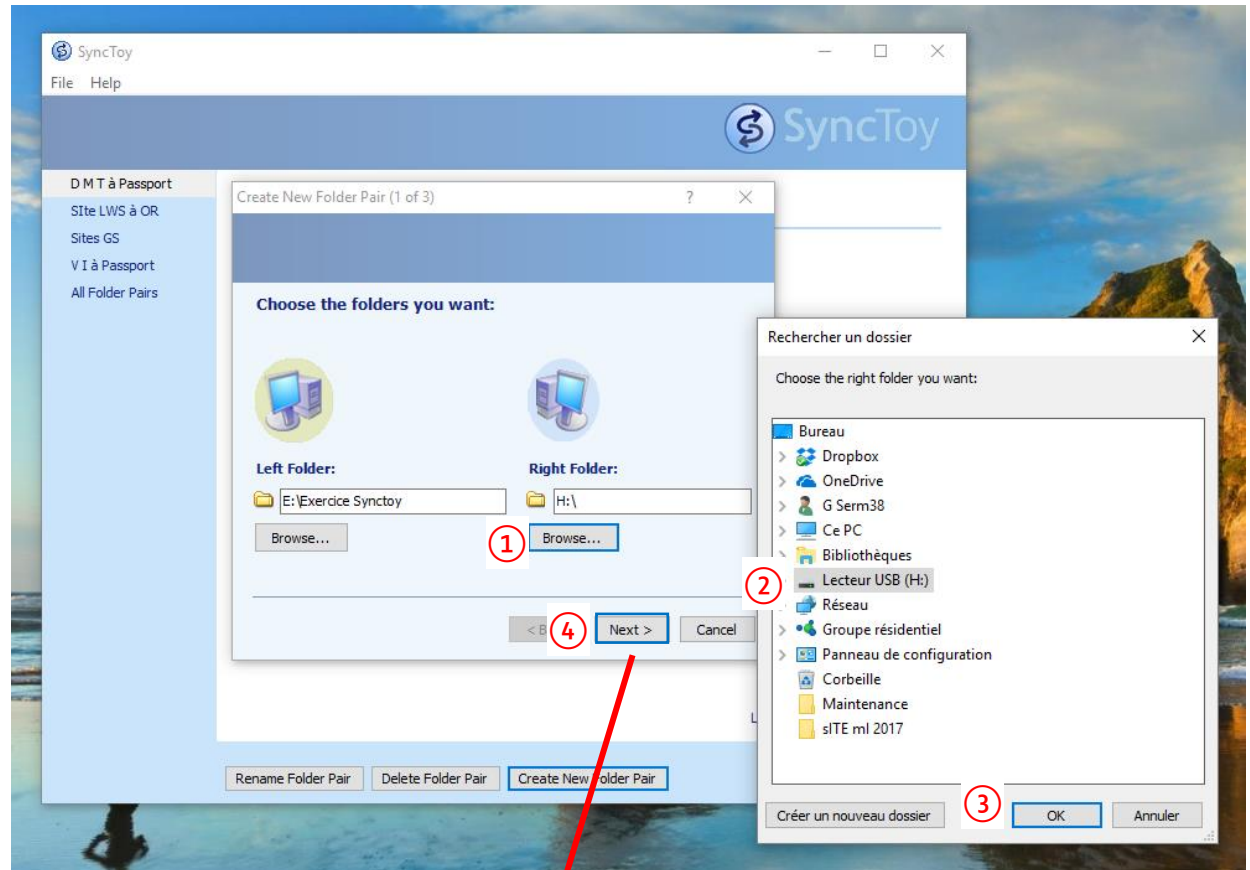 SyncToy
File Help
SyncToy
D M T à Passport
SIte LWS à OR
Sites GS
V I à Passport
All Folder Pairs
Create New Folder Pair (1 of 3)
?
Choose the folders you want:
Left Folder:
Right Folder:
E:\Exercice Synctoy
H:\
Browse...
1
Browse...
< B
4
Next >
Cancel
L
Rename Folder Pair
Delete Folder Pair
Create New Folder Pair
Rechercher un dossier
Choose the right folder you want:
Bureau
Dropbox
OneDrive
G Serm38
Ce PC
Bibliothèques
2
Lecteur USB (H:)
Réseau
Groupe résidentiel
Panneau de configuration
Corbeille
Maintenance
sITE ml 2017
Créer un nouveau dossier
3
OK
Annuler